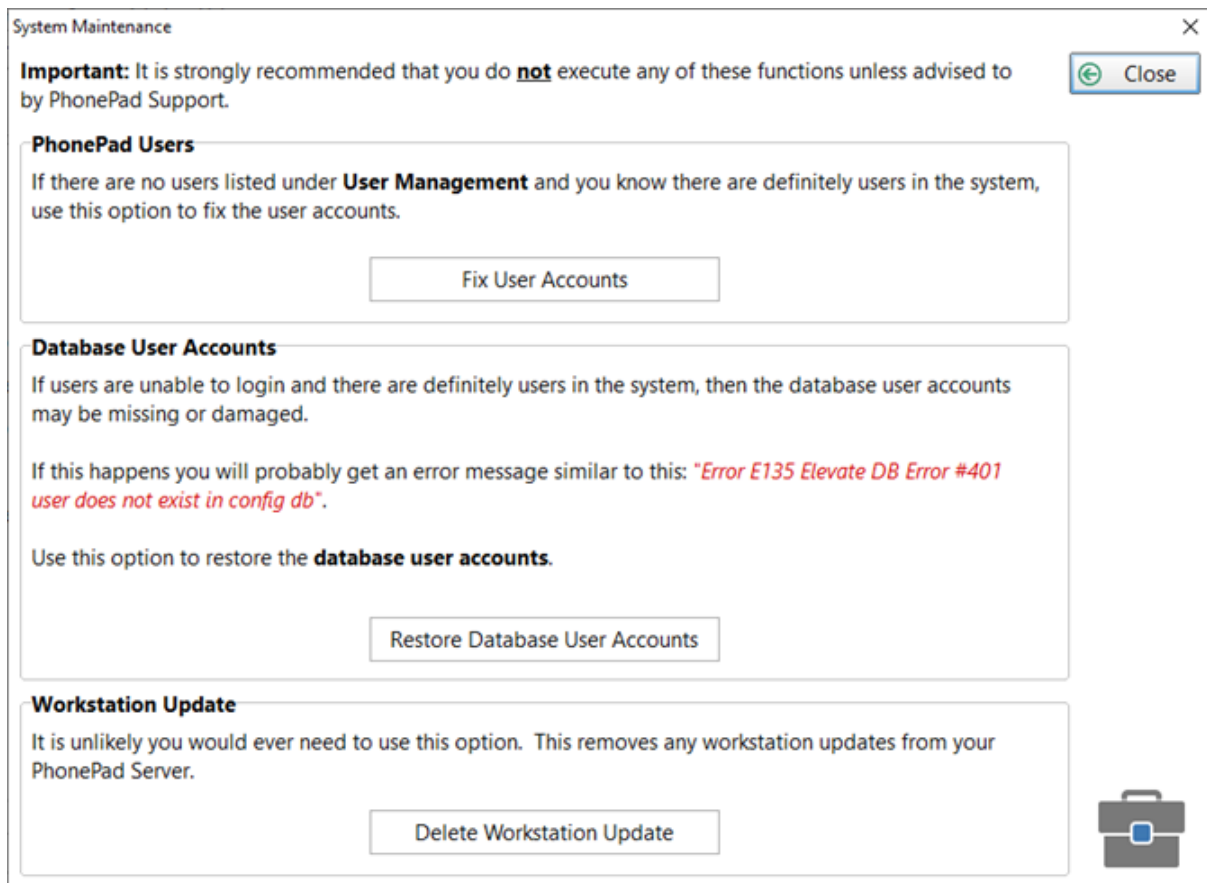 System Maintenance
Important: It is strongly recommended that you do not execute any of these functions unless advised to
by PhonePad Support.
Close
PhonePad Users
If there are no users listed under User Management and you know there are definitely users in the system,
use this option to fix the user accounts.
Fix User Accounts
Database User Accounts
If users are unable to login and there are definitely users in the system, then the database user accounts
may be missing or damaged.
If this happens you will probably get an error message similar to this: "Error E135 Elevate DB Error #401
user does not exist in config db".
Use this option to restore the database user accounts.
Restore Database User Accounts
Workstation Update
It is unlikely you would ever need to use this option.  This removes any workstation updates from your
PhonePad Server.
Delete Workstation Update